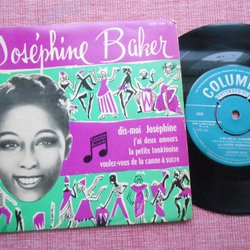 Joséphine Baker
dis-moi Joséphine
j'ai deux amours
la petite tonkinoise
voulez-vous de la canne à sucre
COLUMBIA